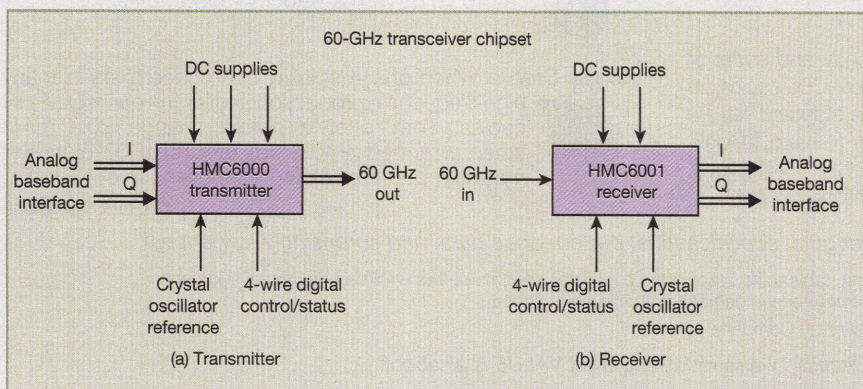 60-GHz transceiver chipset
DC supplies
I
Analog
baseband
interface
Q
HMC6000
transmitter
60 GHz
out
Crystal
oscillator
reference
4-wire digital
control/status
(a) Transmitter
DC supplies
60 GHz
in
HMC6001
receiver
I
Q
Analog
baseband
interface
4-wire digital
control/status
Crystal
oscillator
reference
(b) Receiver